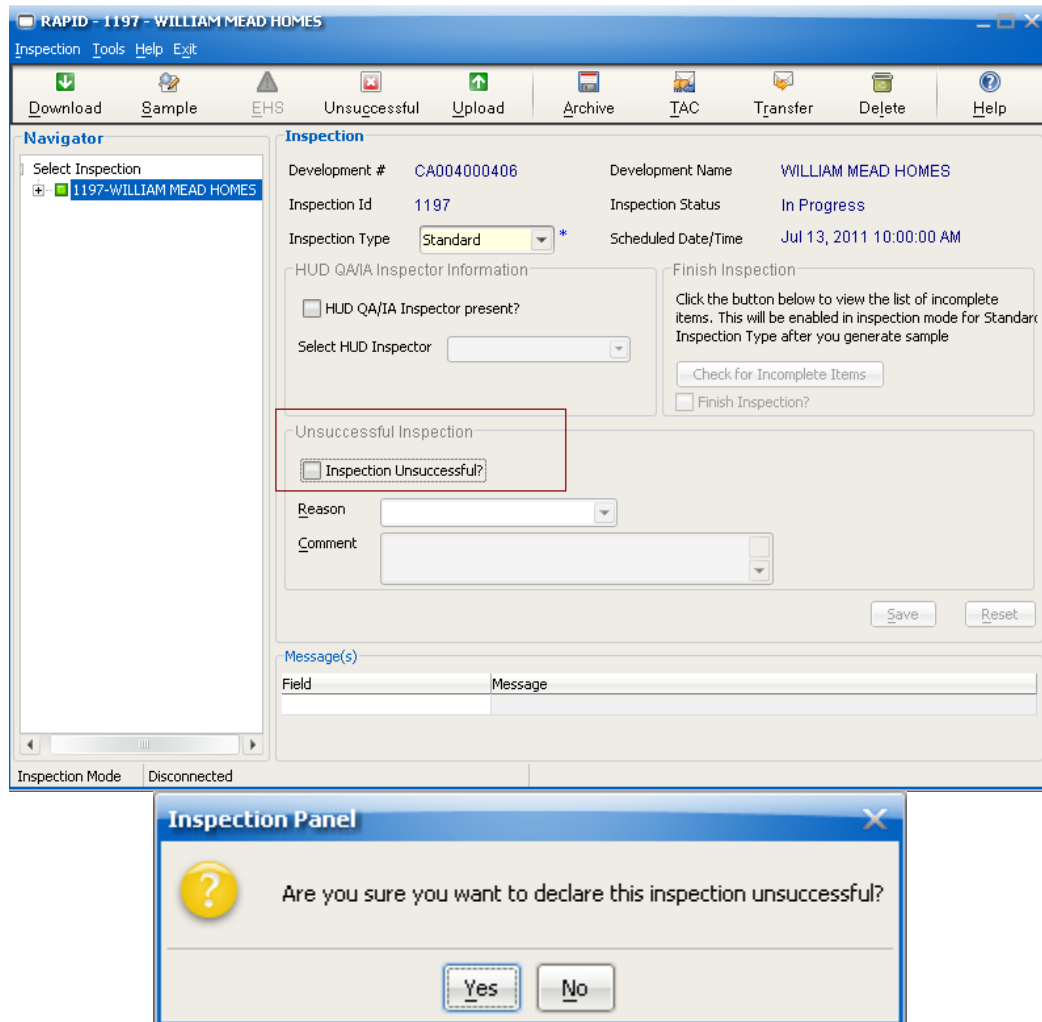 RAPID - 1197 - WILLIAM MEAD HOMES
Inspection Tools Help Exit
Download Sample EHS Unsuccessful Upload Archive TAC Transfer Delete Help
Navigator
Select Inspection
1197-WILLIAM MEAD HOMES
Inspection
Development # CA004000406 Development Name WILLIAM MEAD HOMES
Inspection Id 1197 Inspection Status In Progress
Inspection Type Standard * Scheduled Date/Time Jul 13, 2011 10:00:00 AM
HUD QA/IA Inspector Information
HUD QA/IA Inspector present?
Select HUD Inspector
Finish Inspection
Click the button below to view the list of incomplete
items. This will be enabled in inspection mode for Standard
Inspection Type after you generate sample
Check for Incomplete Items
Finish Inspection?
Unsuccessful Inspection
Inspection Unsuccessful?
Reason
Comment
Save Reset
Message(s)
Field Message
Inspection Mode Disconnected
Inspection Panel
Are you sure you want to declare this inspection unsuccessful?
Yes No